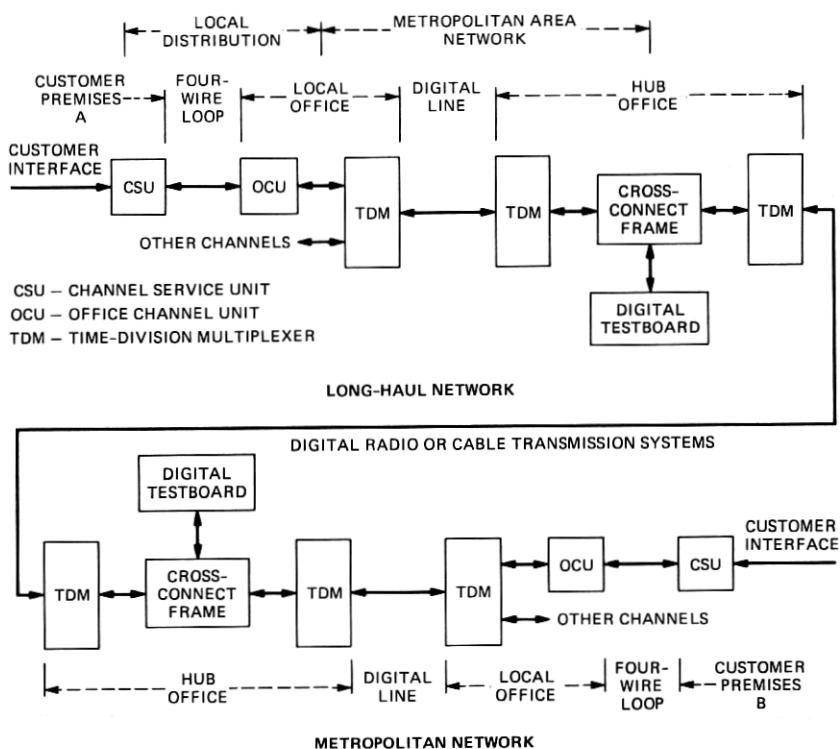 LOCAL DISTRIBUTION
METROPOLITAN AREA NETWORK
CUSTOMER PREMISES A
FOUR-WIRE LOOP
LOCAL OFFICE
DIGITAL LINE
HUB OFFICE
CUSTOMER INTERFACE
CSU
OCU
TDM
TDM
CROSS-CONNECT FRAME
TDM
OTHER CHANNELS
DIGITAL TESTBOARD
CSU – CHANNEL SERVICE UNIT
OCU – OFFICE CHANNEL UNIT
TDM – TIME-DIVISION MULTIPLEXER
LONG-HAUL NETWORK
DIGITAL RADIO OR CABLE TRANSMISSION SYSTEMS
DIGITAL TESTBOARD
CUSTOMER INTERFACE
TDM
CROSS-CONNECT FRAME
TDM
TDM
OCU
CSU
OTHER CHANNELS
HUB OFFICE
DIGITAL LINE
LOCAL OFFICE
FOUR-WIRE LOOP
CUSTOMER PREMISES B
METROPOLITAN NETWORK